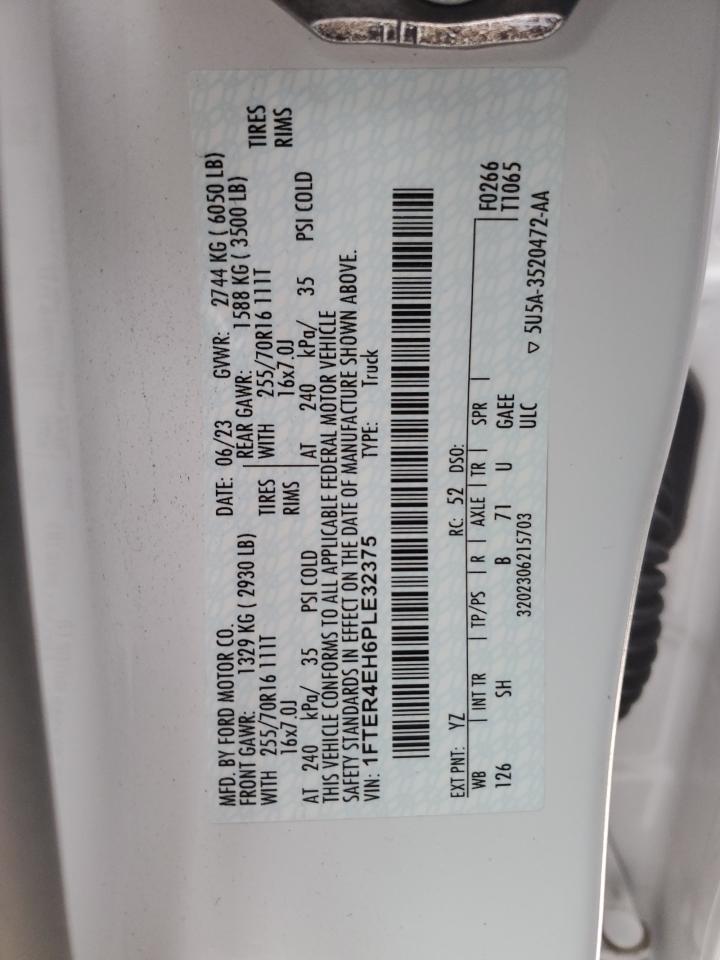 MFD. BY FORD MOTOR CO. DATE: 06/23 GVWR: 2744 KG ( 6050 LB)
FRONT GAWR: 1329 KG ( 2930 LB) REAR GAWR: 1588 KG ( 3500 LB)
WITH 255/70R16 111T TIRES WITH 255/70R16 111T TIRES
16x7.0J RIMS 16x7.0J RIMS
AT 240 kPa/ 35 PSI COLD AT 240 kPa/ 35 PSI COLD
THIS VEHICLE CONFORMS TO ALL APPLICABLE FEDERAL MOTOR VEHICLE
SAFETY STANDARDS IN EFFECT ON THE DATE OF MANUFACTURE SHOWN ABOVE.
VIN: 1FTER4EH6PLE32375 TYPE: Truck
EXT PNT: YZ RC: 52 DSO:
WB INT TR TP/PS R AXLE TR SPR F0266
126 SH B 71 U GAEE T1065
3202306215703 ULC
▽ 5U5A-3520472-AA